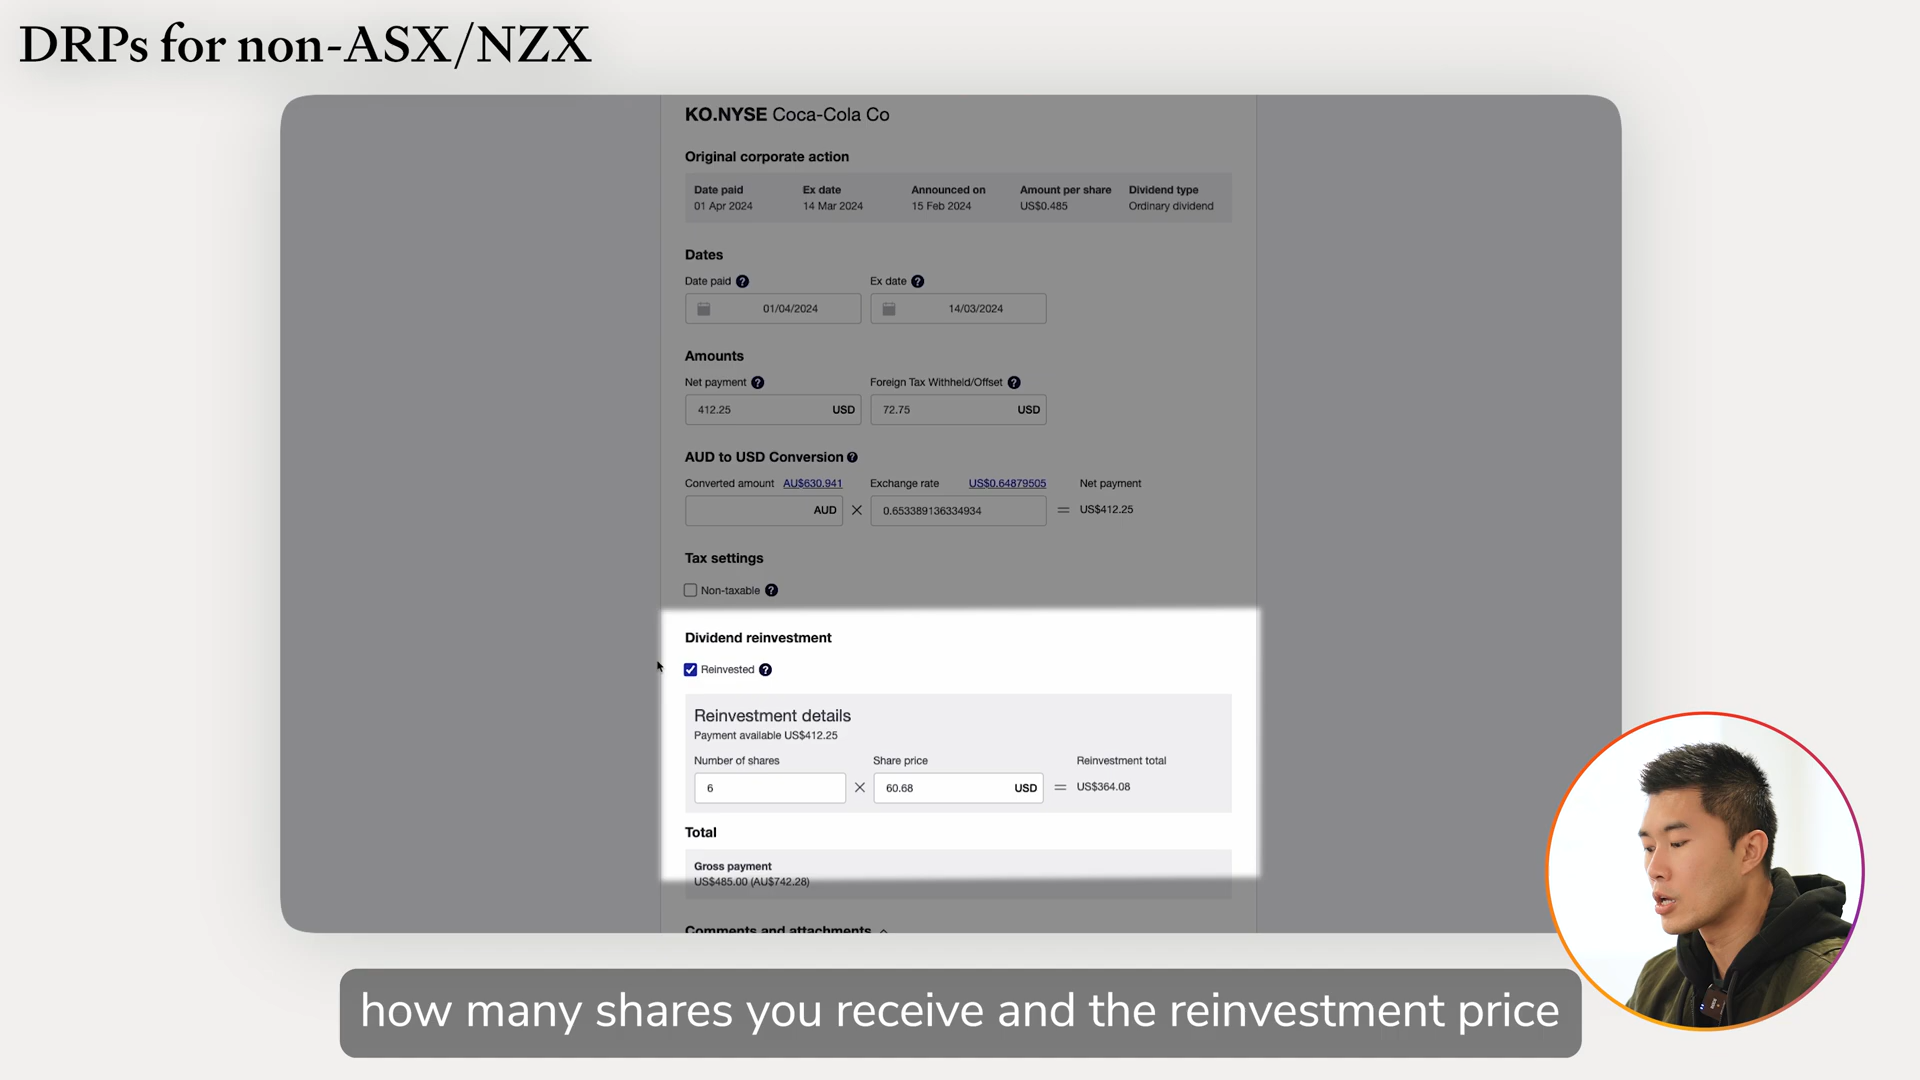 DRPs for non-ASX/NZX
KO.NYSE Coca-Cola Co
Original corporate action
Date paid Ex date Announced on Amount per share Dividend type
01 Apr 2024 14 Mar 2024 15 Feb 2024 US$0.485 Ordinary dividend
Dates
Date paid ? Ex date ?
01/04/2024 14/03/2024
Amounts
Net payment ? Foreign Tax Withheld/Offset ?
412.25 USD 72.75 USD
AUD to USD Conversion ?
Converted amount AU$630.941 Exchange rate US$0.64879505 Net payment
AUD × 0.653389136334934 = US$412.25
Tax settings
Non-taxable ?
Dividend reinvestment
Reinvested ?
Reinvestment details
Payment available US$412.25
Number of shares Share price Reinvestment total
6 × 60.68 USD = US$364.08
Total
Gross payment
US$485.00 (AU$742.28)
Comments and attachments
how many shares you receive and the reinvestment price